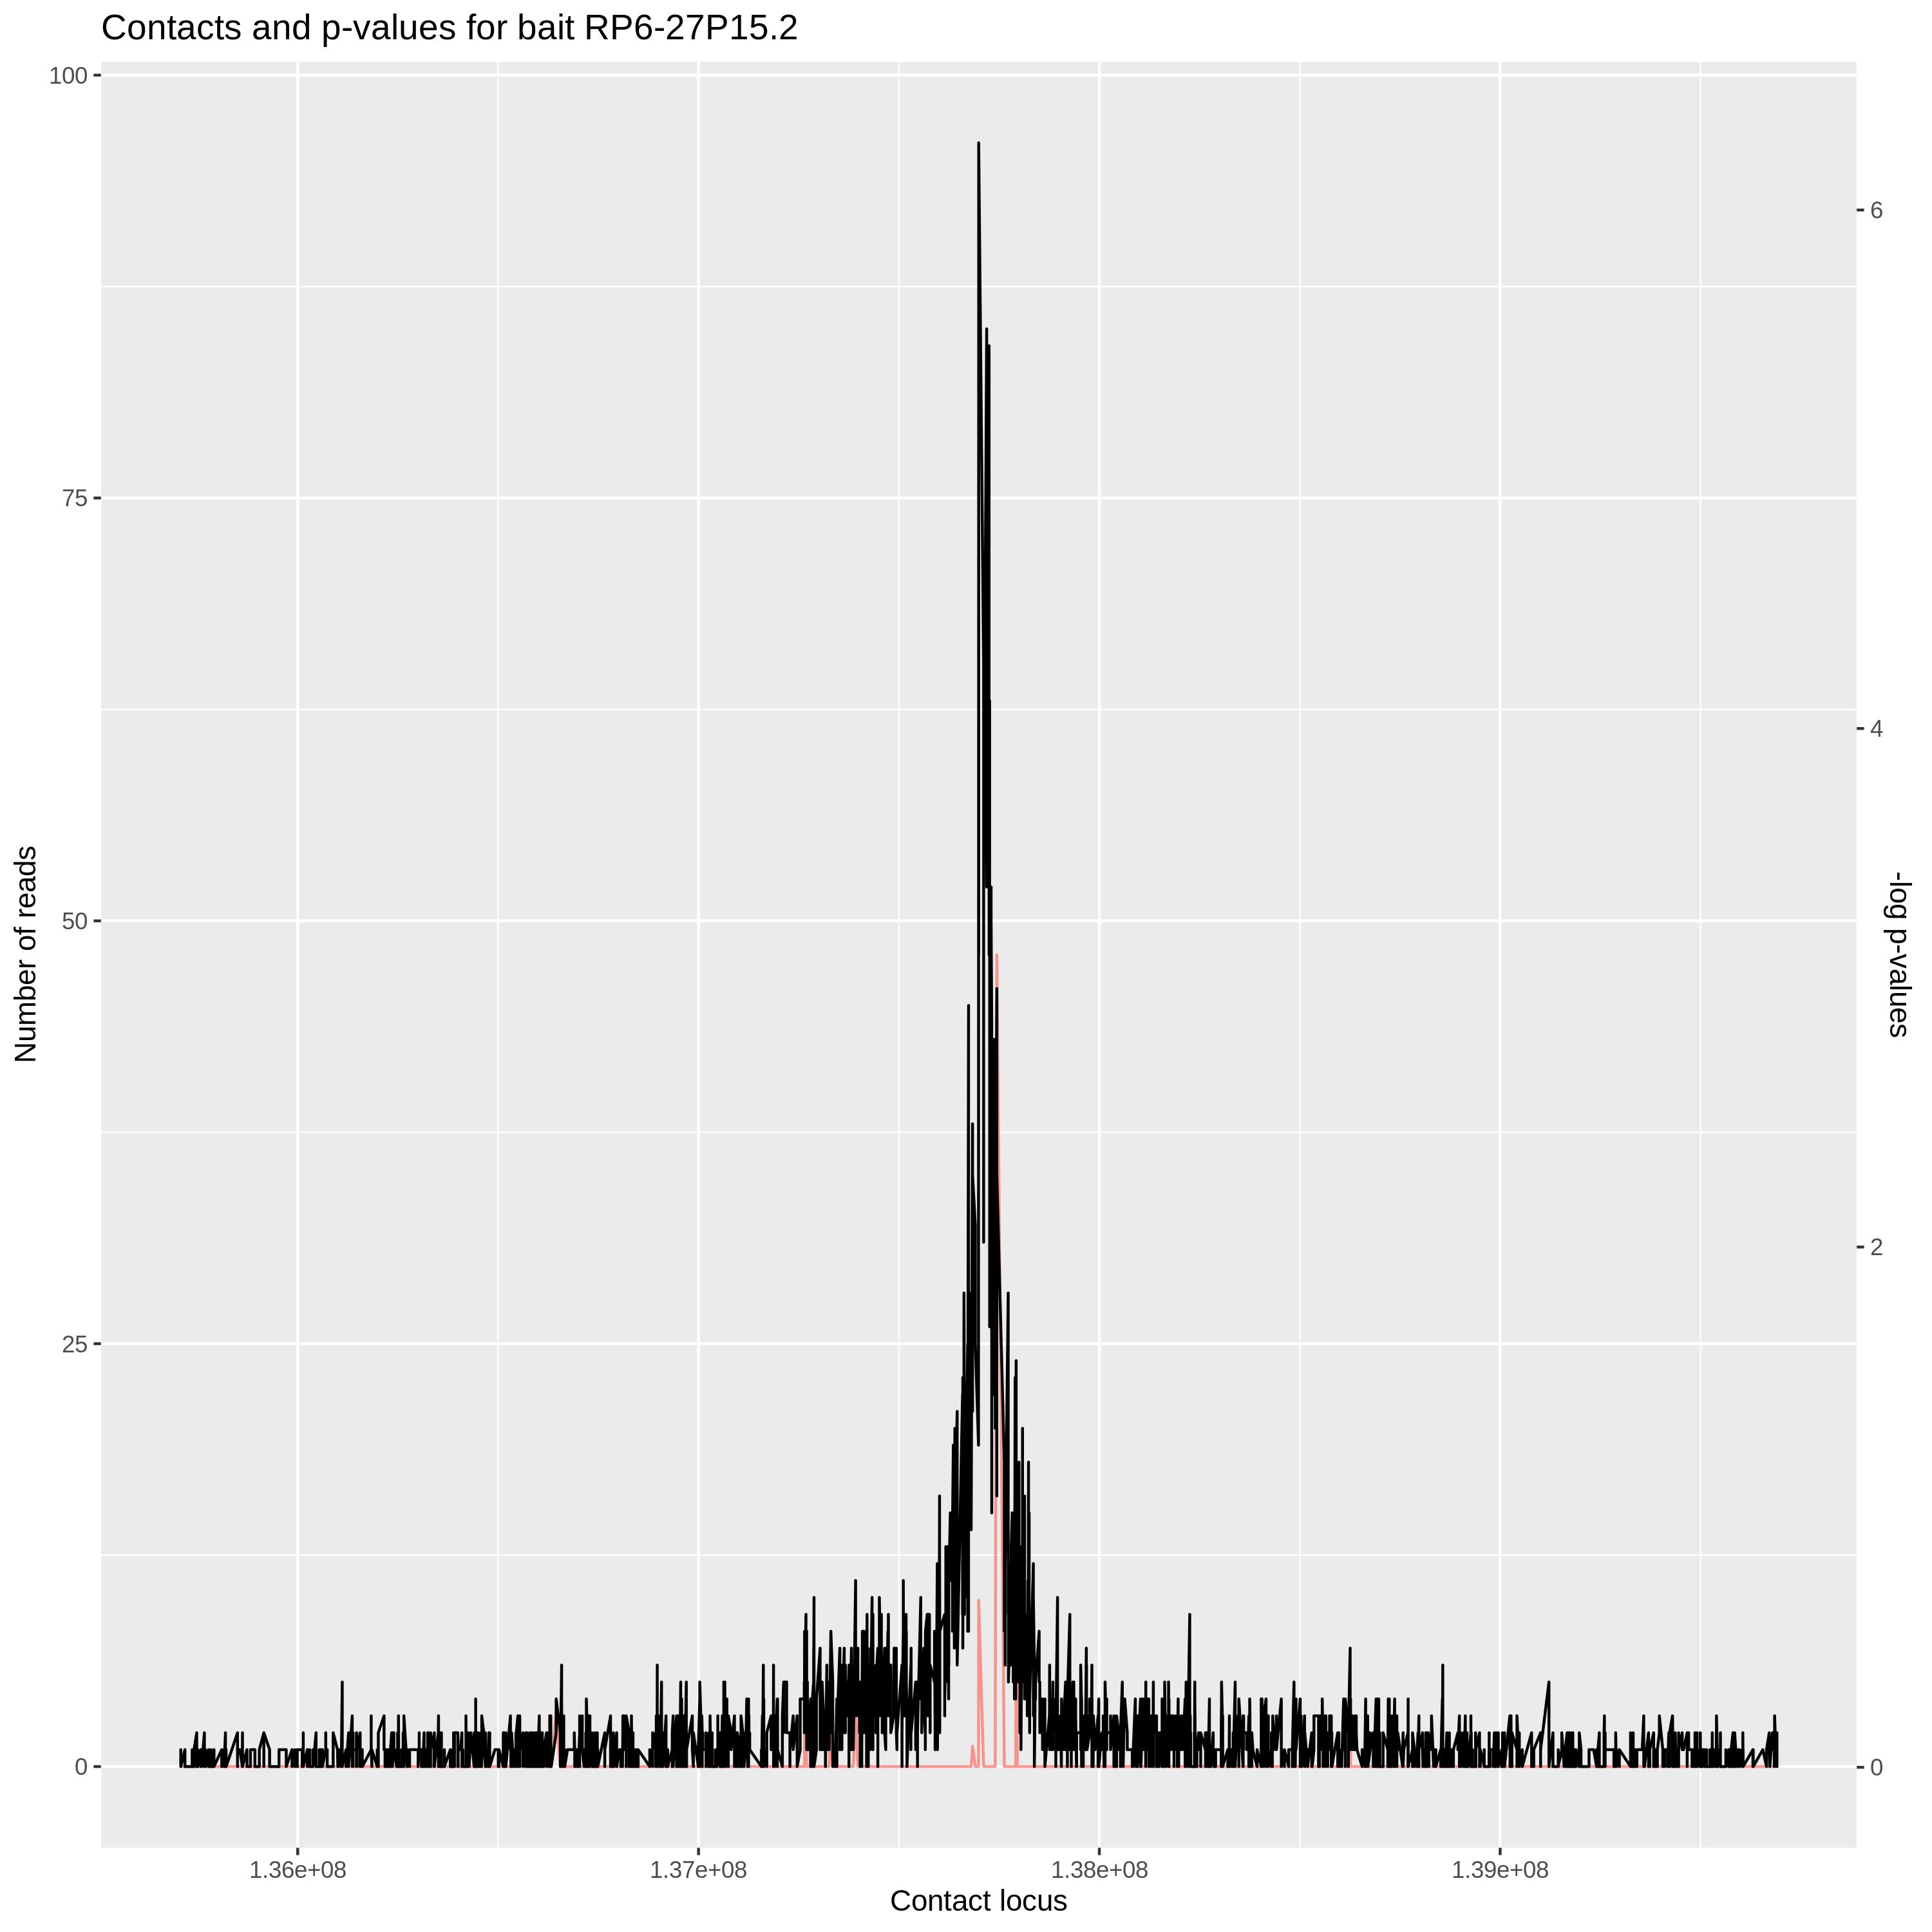 Contacts and p-values for bait RP6-27P15.2
100
75
50
25
0
Number of reads
6
4
2
0
-log p-values
1.36e+08
1.37e+08
1.38e+08
1.39e+08
Contact locus